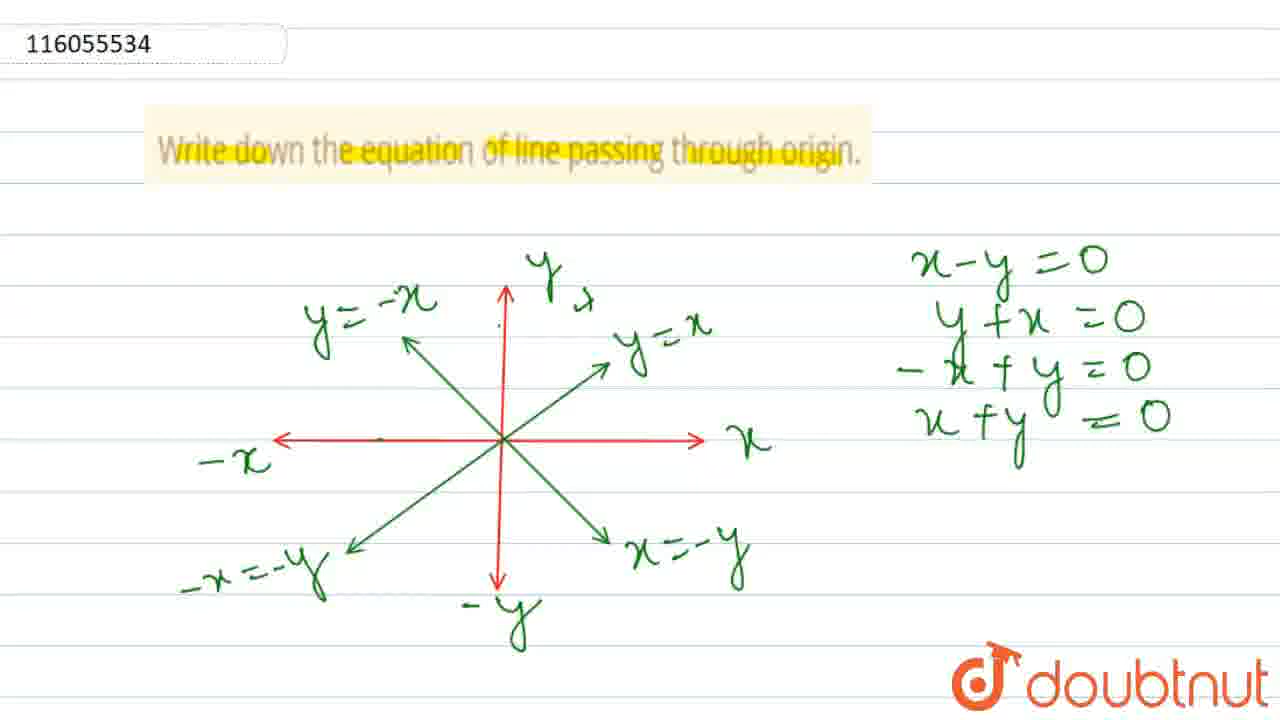 116055534
Write down the equation of line passing through origin.
y
y = -x
y = x
-x
x
-x = -y
x = -y
-y
x - y = 0
y + x = 0
- x + y = 0
x + y = 0
doubtnut